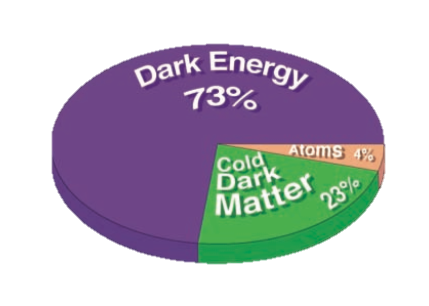 Dark Energy
73%
Atoms 4%
Cold
Dark
Matter
23%